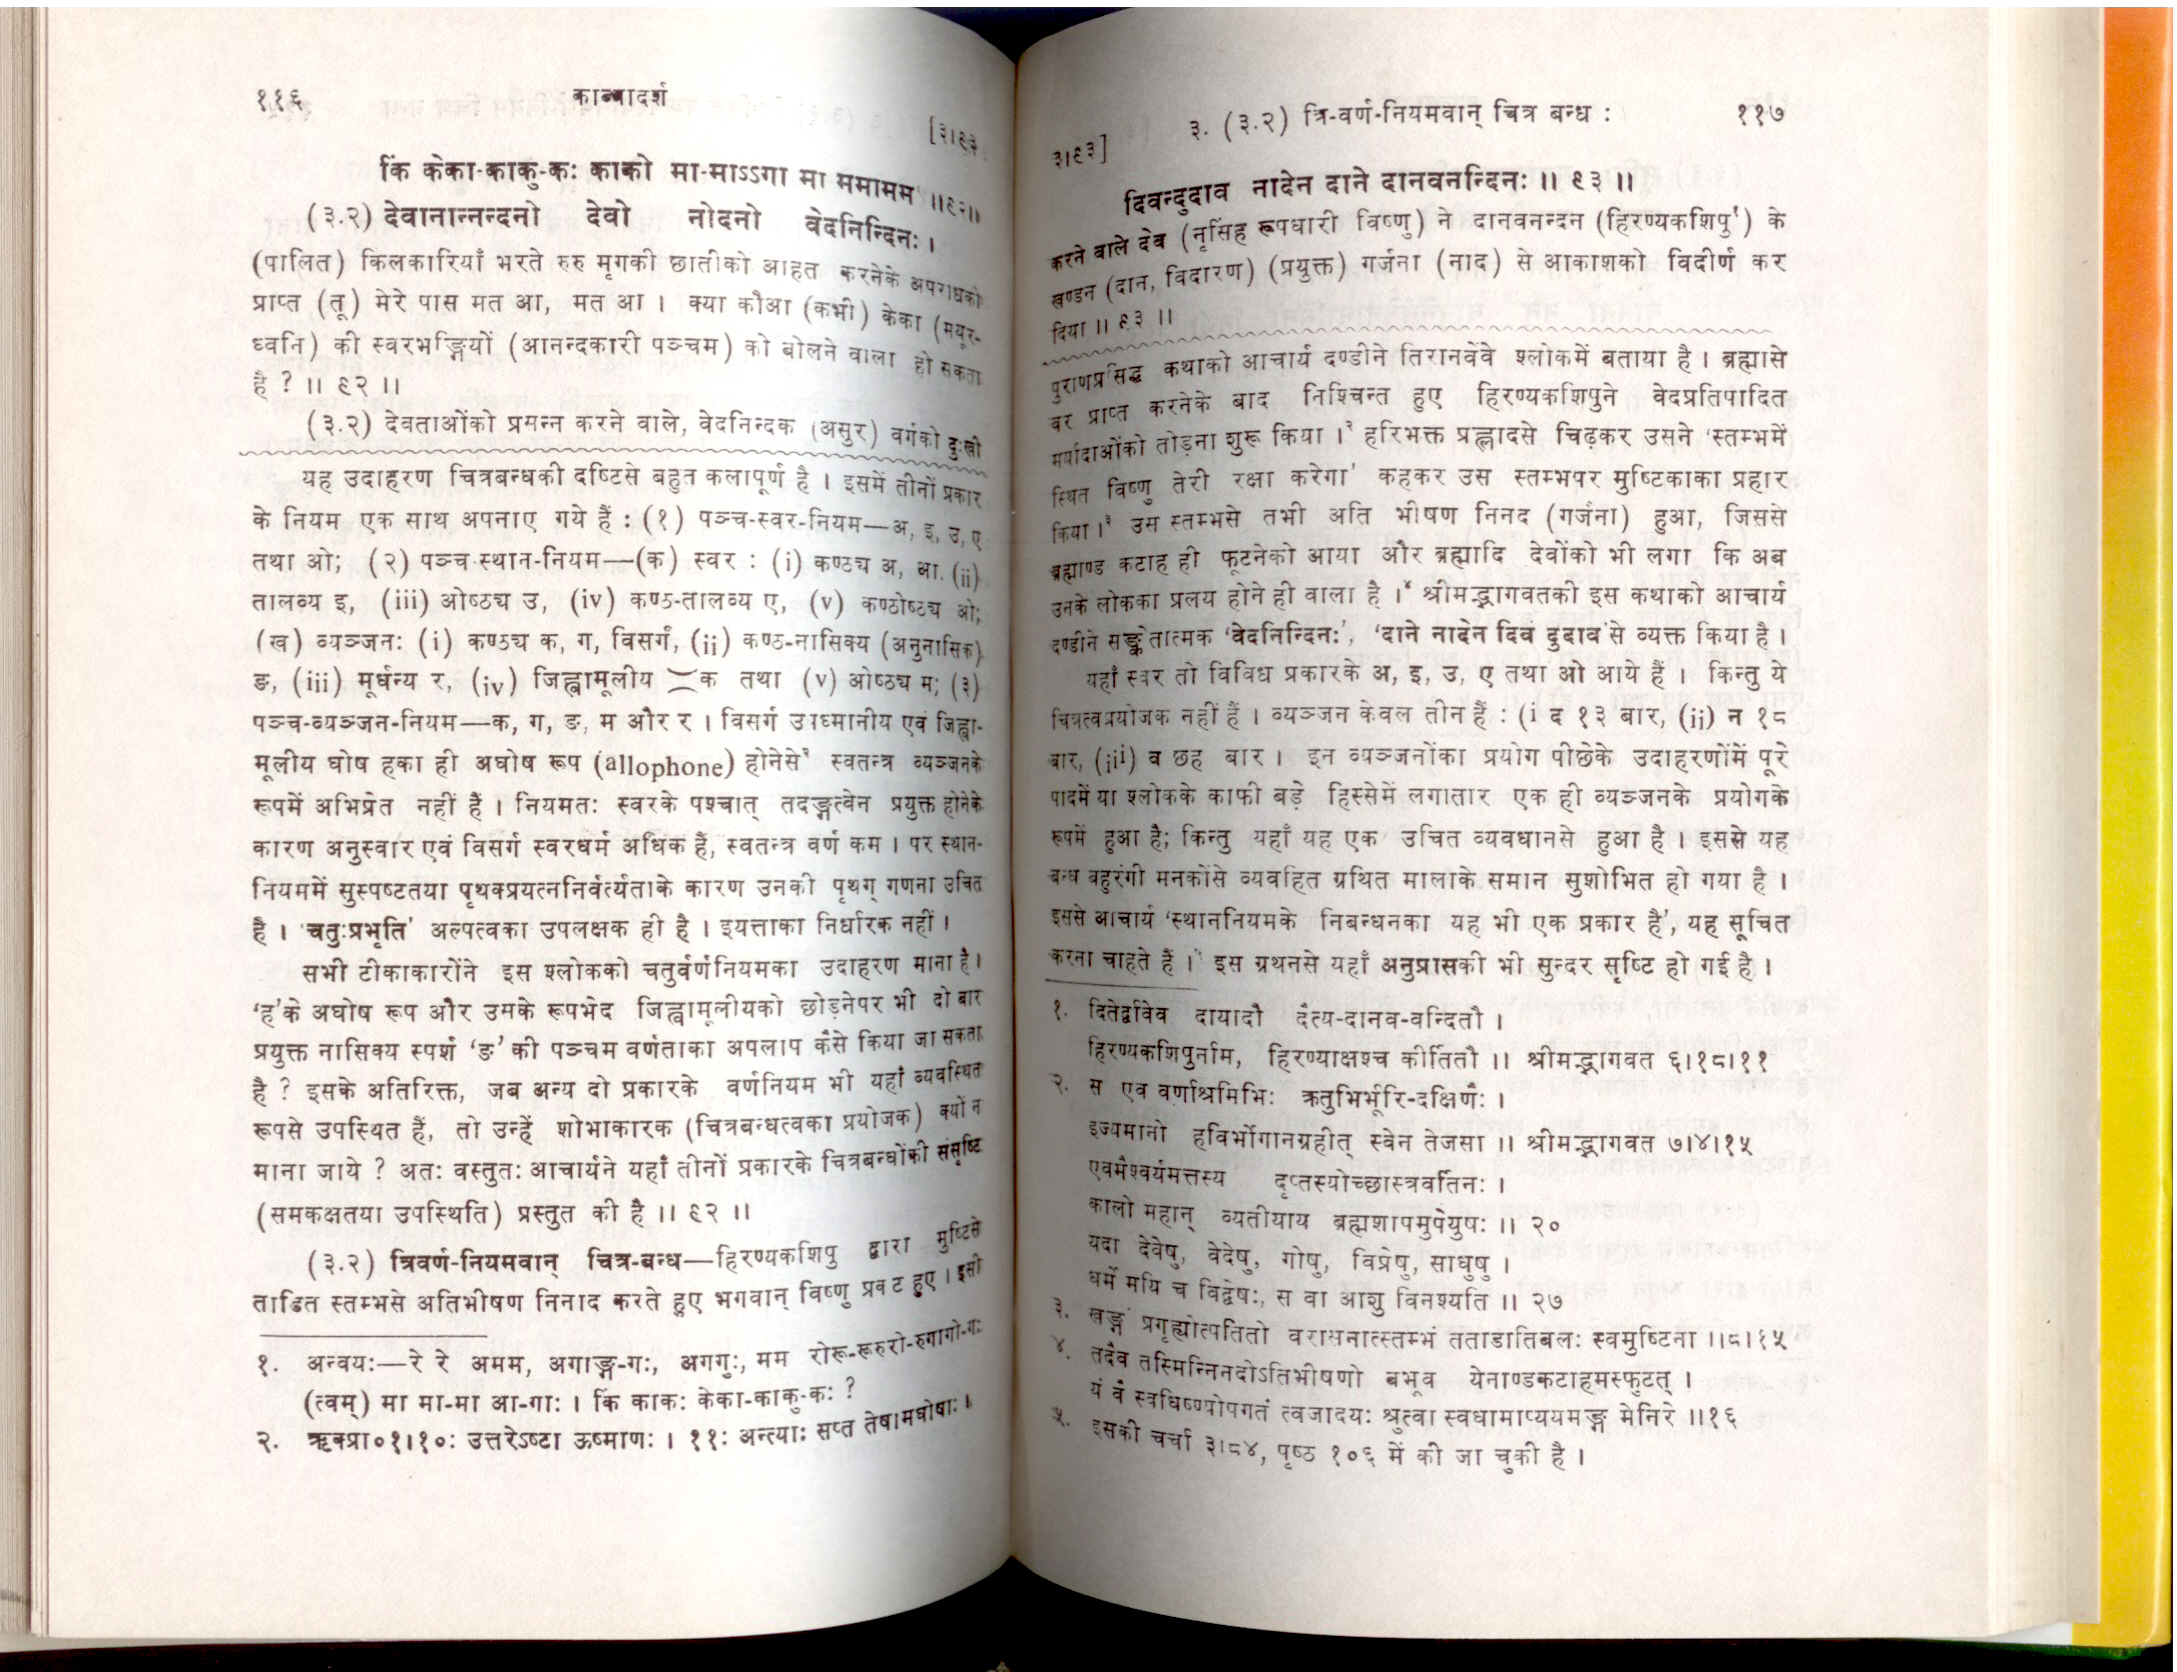 ११६
काव्यादर्श
[३।९३
किं केका-काकु-कः काको मा-माऽऽगा मा ममामम ॥९२॥
(३.२) देवानान्नन्दनो देवो नोदनो वेदनिन्दिनः ।
(पालित) किलकारियाँ भरते रुरु मृगकी छातीको आहत करनेके अपराधको
प्राप्त (तू) मेरे पास मत आ, मत आ । क्या कौआ (कभी) केका (मयूर-
ध्वनि) की स्वरभङ्गियों (आनन्दकारी पञ्चम) को बोलने वाला हो सकता
है ? ॥ ९२ ॥
(३.२) देवताओंको प्रसन्न करने वाले, वेदनिन्दक (असुर) वर्गको दुःखी
यह उदाहरण चित्रबन्धकी दृष्टिसे बहुत कलापूर्ण है । इसमें तीनों प्रकार
के नियम एक साथ अपनाए गये हैं : (१) पञ्च-स्वर-नियम—अ, इ, उ, ए
तथा ओ; (२) पञ्च-स्थान-नियम—(क) स्वर : (i) कण्ठ्य अ, आ. (ii)
तालव्य इ, (iii) ओष्ठ्य उ, (iv) कण्ठ-तालव्य ए, (v) कण्ठोष्ठ्य ओ;
(ख) व्यञ्जन: (i) कण्ठ्य क, ग, विसर्ग, (ii) कण्ठ-नासिक्य (अनुनासिक)
ङ, (iii) मूर्धन्य र, (iv) जिह्वामूलीय ≍क तथा (v) ओष्ठ्य म; (३)
पञ्च-व्यञ्जन-नियम—क, ग, ङ, म और र । विसर्ग उपध्मानीय एवं जिह्वा-
मूलीय घोष हका ही अघोष रूप (allophone) होनेसे² स्वतन्त्र व्यञ्जनके
रूपमें अभिप्रेत नहीं हैं । नियमतः स्वरके पश्चात् तदङ्गत्वेन प्रयुक्त होनेके
कारण अनुस्वार एवं विसर्ग स्वरधर्म अधिक हैं, स्वतन्त्र वर्ण कम । पर स्थान-
नियममें सुस्पष्टतया पृथक्प्रयत्ननिर्वर्त्यताके कारण उनकी पृथग् गणना उचित
है । 'चतुःप्रभृति' अल्पत्वका उपलक्षक ही है । इयत्ताका निर्धारक नहीं ।
सभी टीकाकारोंने इस श्लोकको चतुर्वर्णनियमका उदाहरण माना है ।
'ह'के अघोष रूप और उसके रूपभेद जिह्वामूलीयको छोड़नेपर भी दो बार
प्रयुक्त नासिक्य स्पर्श 'ङ' की पञ्चम वर्णताका अपलाप कैसे किया जा सकता
है ? इसके अतिरिक्त, जब अन्य दो प्रकारके वर्णनियम भी यहाँ व्यवस्थित
रूपसे उपस्थित हैं, तो उन्हें शोभाकारक (चित्रबन्धत्वका प्रयोजक) क्यों न
माना जाये ? अतः वस्तुतः आचार्यने यहाँ तीनों प्रकारके चित्रबन्धोंकी संसृष्टि
(समकक्षतया उपस्थिति) प्रस्तुत की है ॥ ९२ ॥
(३.२) त्रिवर्ण-नियमवान् चित्र-बन्ध—हिरण्यकशिपु द्वारा मुष्टिसे
ताडित स्तम्भसे अतिभीषण निनाद करते हुए भगवान् विष्णु प्रकट हुए । इसी
१. अन्वयः—रे रे अमम, अगाङ्ग-गः, अगगुः, मम रोरू-रूरुरो-रुगागो-गः
(त्वम्) मा मा-मा आ-गाः । किं काकः केका-काकु-कः ?
२. ऋक्प्रा०१।१०ः उत्तरेऽष्टा ऊष्माणः । ११ः अन्त्याः सप्त तेषामघोषाः ।
३।९३]
३. (३.२) त्रि-वर्ण-नियमवान् चित्र बन्ध :
११७
दिवन्दुदाव नादेन दाने दानवनन्दिनः ॥ ९३ ॥
करने वाले देव (नृसिंह रूपधारी विष्णु) ने दानवनन्दन (हिरण्यकशिपु¹) के
खण्डन (दान, विदारण) (प्रयुक्त) गर्जना (नाद) से आकाशको विदीर्ण कर
दिया ॥ ९३ ॥
पुराणप्रसिद्ध कथाको आचार्य दण्डीने तिरानवेंवे श्लोकमें बताया है । ब्रह्मासे
वर प्राप्त करनेके बाद निश्चिन्त हुए हिरण्यकशिपुने वेदप्रतिपादित
मर्यादाओंको तोड़ना शुरू किया ।² हरिभक्त प्रह्लादसे चिढ़कर उसने 'स्तम्भमें
स्थित विष्णु तेरी रक्षा करेगा' कहकर उस स्तम्भपर मुष्टिकाका प्रहार
किया ।³ उस स्तम्भसे तभी अति भीषण निनद (गर्जना) हुआ, जिससे
ब्रह्माण्ड कटाह ही फूटनेको आया और ब्रह्मादि देवोंको भी लगा कि अब
उनके लोकका प्रलय होने ही वाला है ।⁴ श्रीमद्भागवतकी इस कथाको आचार्य
दण्डीने सङ्केतात्मक 'वेदनिन्दिनः', 'दाने नादेन दिवं दुदाव'से व्यक्त किया है ।
यहाँ स्वर तो विविध प्रकारके अ, इ, उ, ए तथा ओ आये हैं । किन्तु ये
चित्रत्वप्रयोजक नहीं हैं । व्यञ्जन केवल तीन हैं : (i द १३ बार, (ii) न १८
बार, (iii) व छह बार । इन व्यञ्जनोंका प्रयोग पीछेके उदाहरणोंमें पूरे
पादमें या श्लोकके काफी बड़े हिस्सेमें लगातार एक ही व्यञ्जनके प्रयोगके
रूपमें हुआ है; किन्तु यहाँ यह एक उचित व्यवधानसे हुआ है । इससे यह
बन्ध बहुरंगी मनकोंसे व्यवहित ग्रथित मालाके समान सुशोभित हो गया है ।
इससे आचार्य 'स्थाननियमके निबन्धनका यह भी एक प्रकार है', यह सूचित
करना चाहते हैं ।⁵ इस ग्रथनसे यहाँ अनुप्रासकी भी सुन्दर सृष्टि हो गई है ।
१. दितेर्द्वावेव दायादौ दैत्य-दानव-वन्दितौ ।
हिरण्यकशिपुर्नाम, हिरण्याक्षश्च कीर्तितौ ॥ श्रीमद्भागवत ६।१८।११
२. स एव वर्णाश्रमिभिः ऋतुभिर्भूरि-दक्षिणैः ।
इज्यमानो हविर्भागानग्रहीत् स्वेन तेजसा ॥ श्रीमद्भागवत ७।४।१५
एवमैश्वर्यमत्तस्य दृप्तस्योच्छास्त्रवर्तिनः ।
कालो महान् व्यतीयाय ब्रह्मशापमुपेयुषः ॥ २०
यदा देवेषु, वेदेषु, गोषु, विप्रेषु, साधुषु ।
धर्मे मयि च विद्वेषः, स वा आशु विनश्यति ॥ २७
३. खङ्गं प्रगृह्योत्पतितो वरासनात्स्तम्भं तताडातिबलः स्वमुष्टिना ॥८।१५
४. तदैव तस्मिन्निनदोऽतिभीषणो बभूव येनाण्डकटाहमस्फुटत् ।
यं वै स्वधिष्ण्योपगतं त्वजादयः श्रुत्वा स्वधामाप्ययमङ्ग मेनिरे ॥१६
५. इसकी चर्चा ३।८४, पृष्ठ १०६ में की जा चुकी है ।